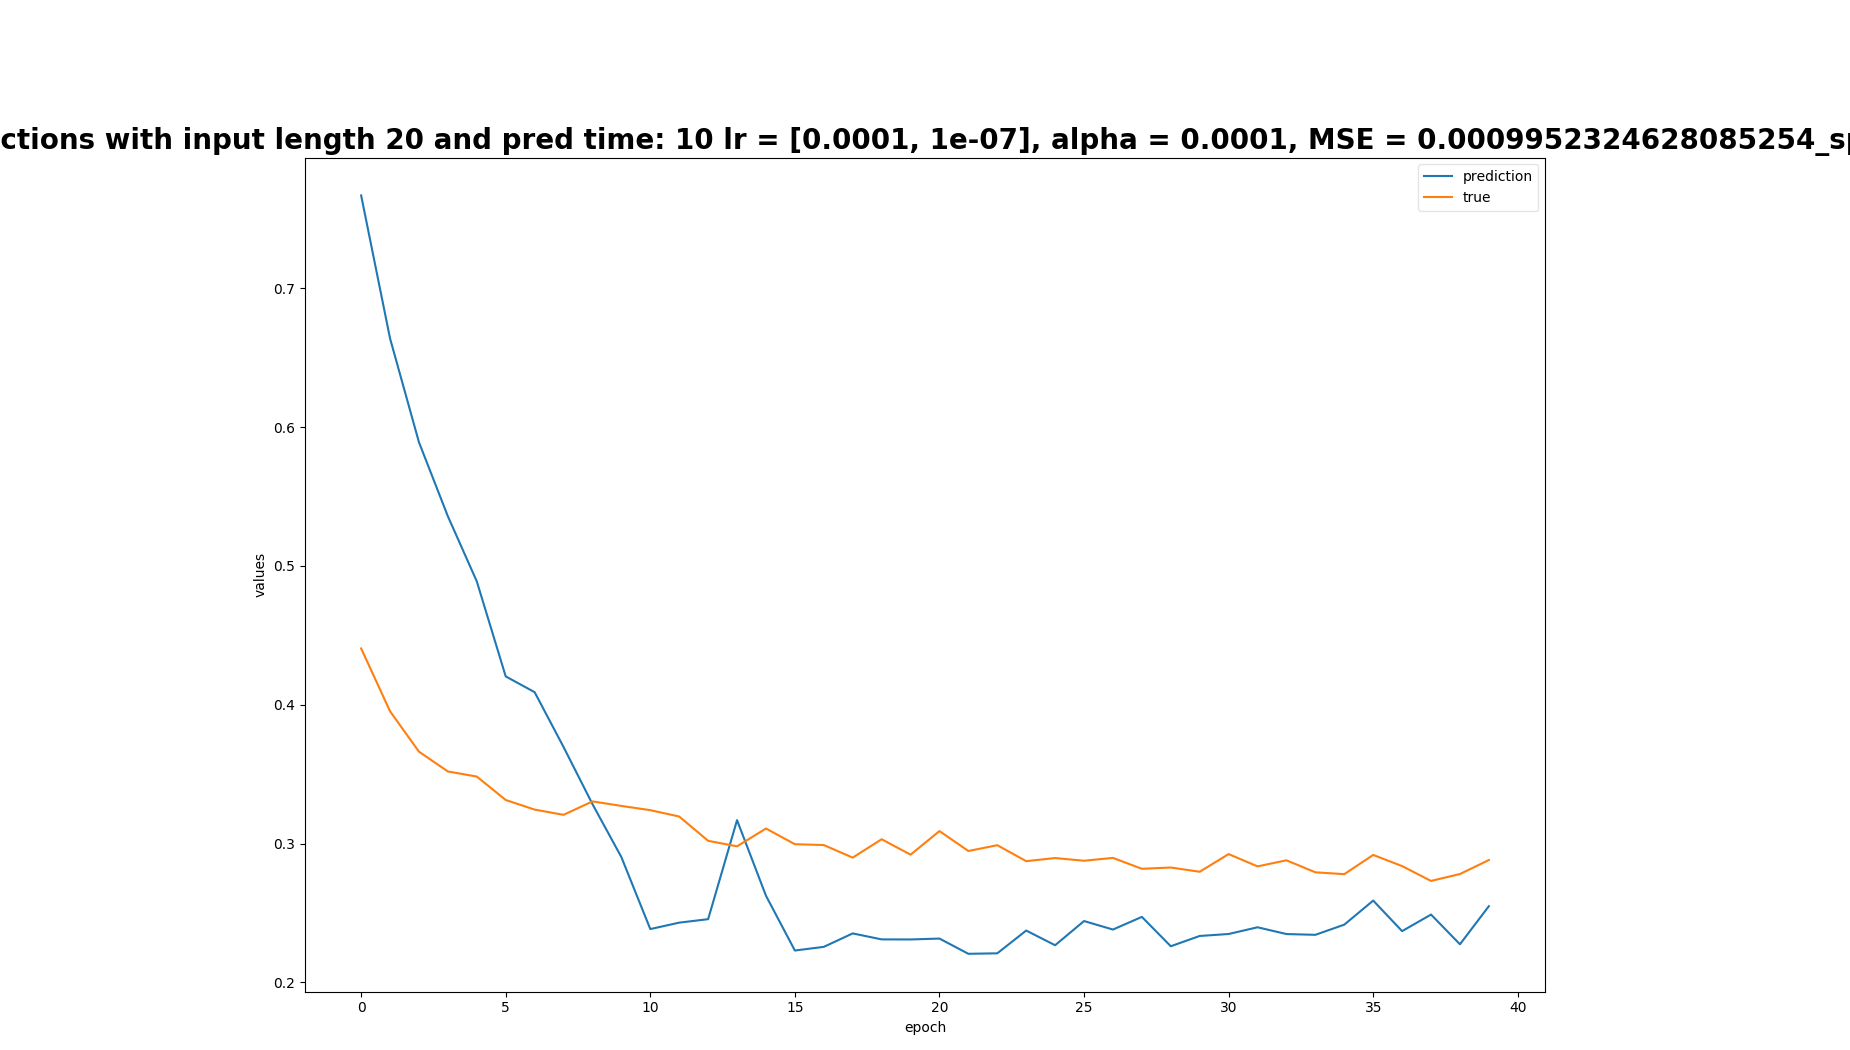 ctions with input length 20 and pred time: 10 lr = [0.0001, 1e-07], alpha = 0.0001, MSE = 0.0009952324628085254_sp
prediction
true
0.7
0.6
0.5
0.4
0.3
0.2
values
0 5 10 15 20 25 30 35 40
epoch